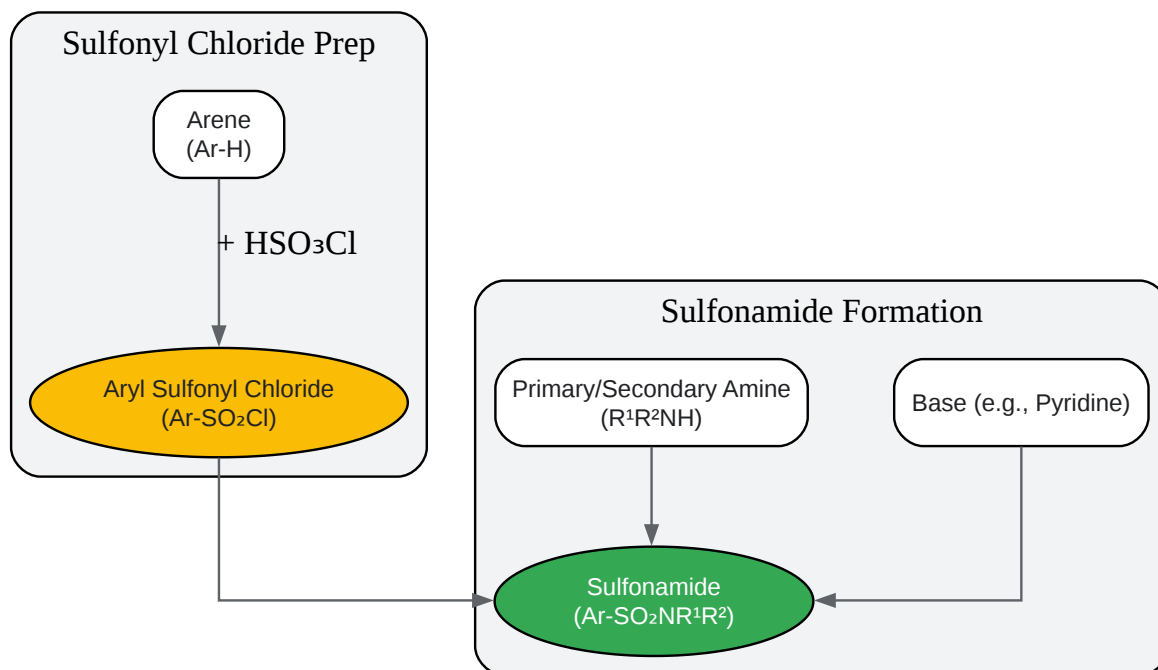 Sulfonyl Chloride Prep
Arene
(Ar-H)
+ HSO₃Cl
Aryl Sulfonyl Chloride
(Ar-SO₂Cl)
Sulfonamide Formation
Primary/Secondary Amine
(R¹R²NH)
Base (e.g., Pyridine)
Sulfonamide
(Ar-SO₂NR¹R²)